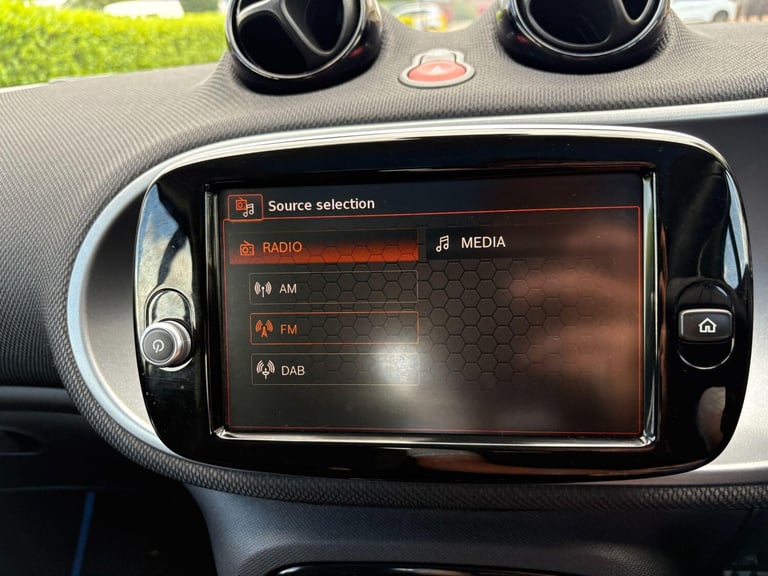 Source selection
RADIO
MEDIA
AM
FM
DAB